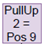 PullUp
2 =
Pos 9